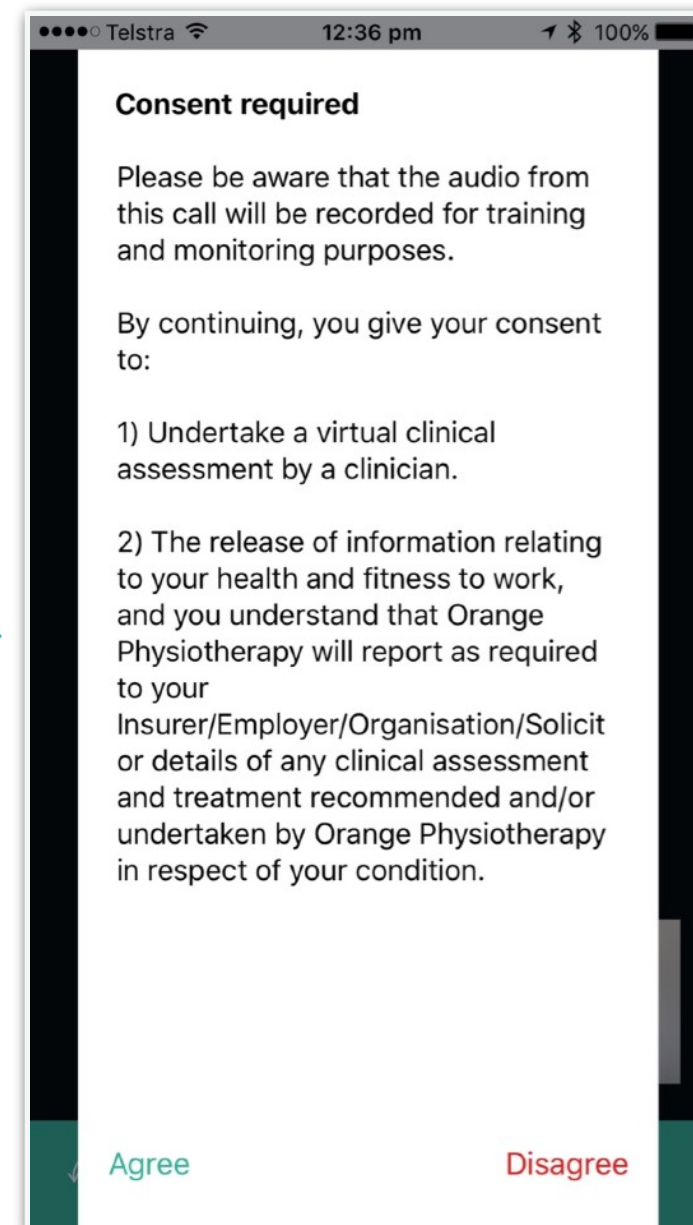 Telstra 12:36 pm 100%
Consent required
Please be aware that the audio from
this call will be recorded for training
and monitoring purposes.
By continuing, you give your consent
to:
1) Undertake a virtual clinical
assessment by a clinician.
2) The release of information relating
to your health and fitness to work,
and you understand that Orange
Physiotherapy will report as required
to your
Insurer/Employer/Organisation/Solicit
or details of any clinical assessment
and treatment recommended and/or
undertaken by Orange Physiotherapy
in respect of your condition.
Agree Disagree